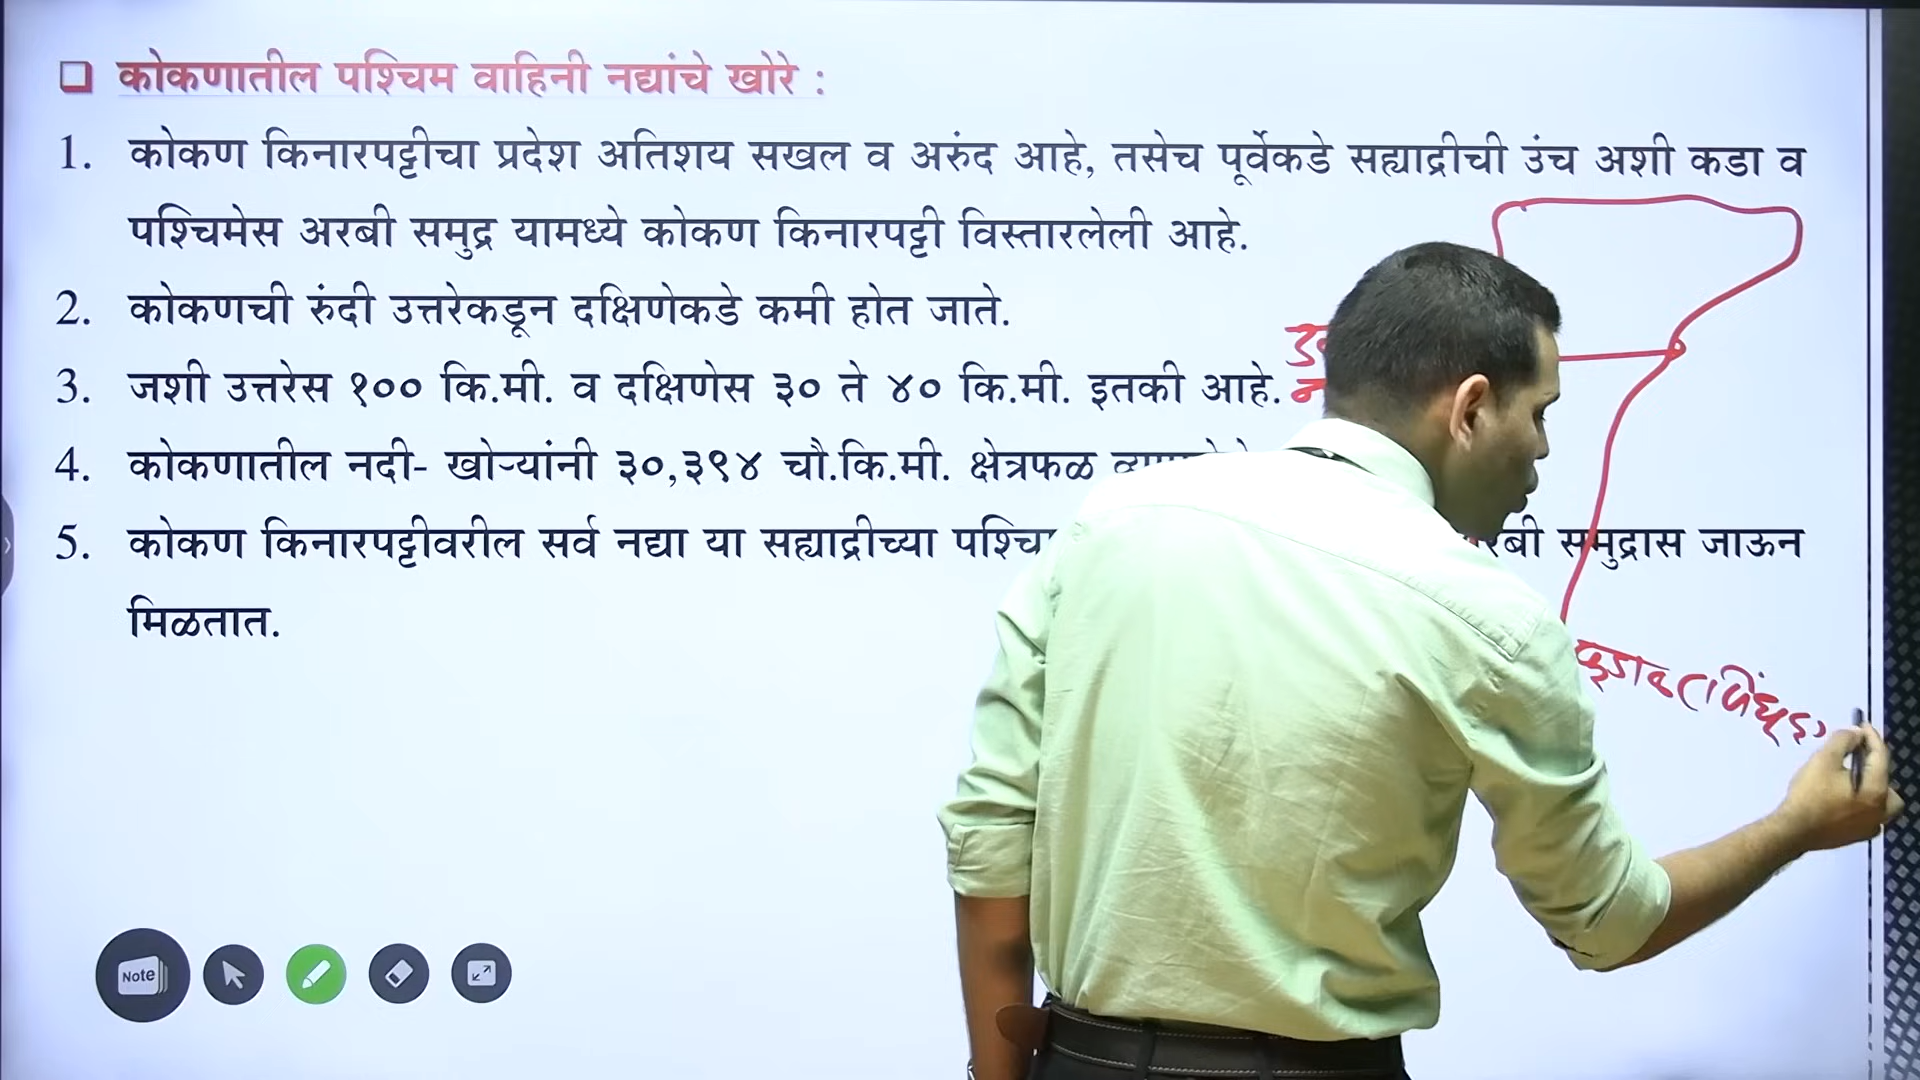 कोकणातील पश्चिम वाहिनी नद्यांचे खोरे :
1. कोकण किनारपट्टीचा प्रदेश अतिशय सखल व अरुंद आहे, तसेच पूर्वेकडे सह्याद्रीची उंच अशी कडा व
पश्चिमेस अरबी समुद्र यामध्ये कोकण किनारपट्टी विस्तारलेली आहे.
2. कोकणची रुंदी उत्तरेकडून दक्षिणेकडे कमी होत जाते.
3. जशी उत्तरेस १०० कि.मी. व दक्षिणेस ३० ते ४० कि.मी. इतकी आहे.
4. कोकणातील नदी- खोऱ्यांनी ३०,३९४ चौ.कि.मी. क्षेत्रफळ
5. कोकण किनारपट्टीवरील सर्व नद्या या सह्याद्रीच्या समुद्रास जाऊन
मिळतात.
Note